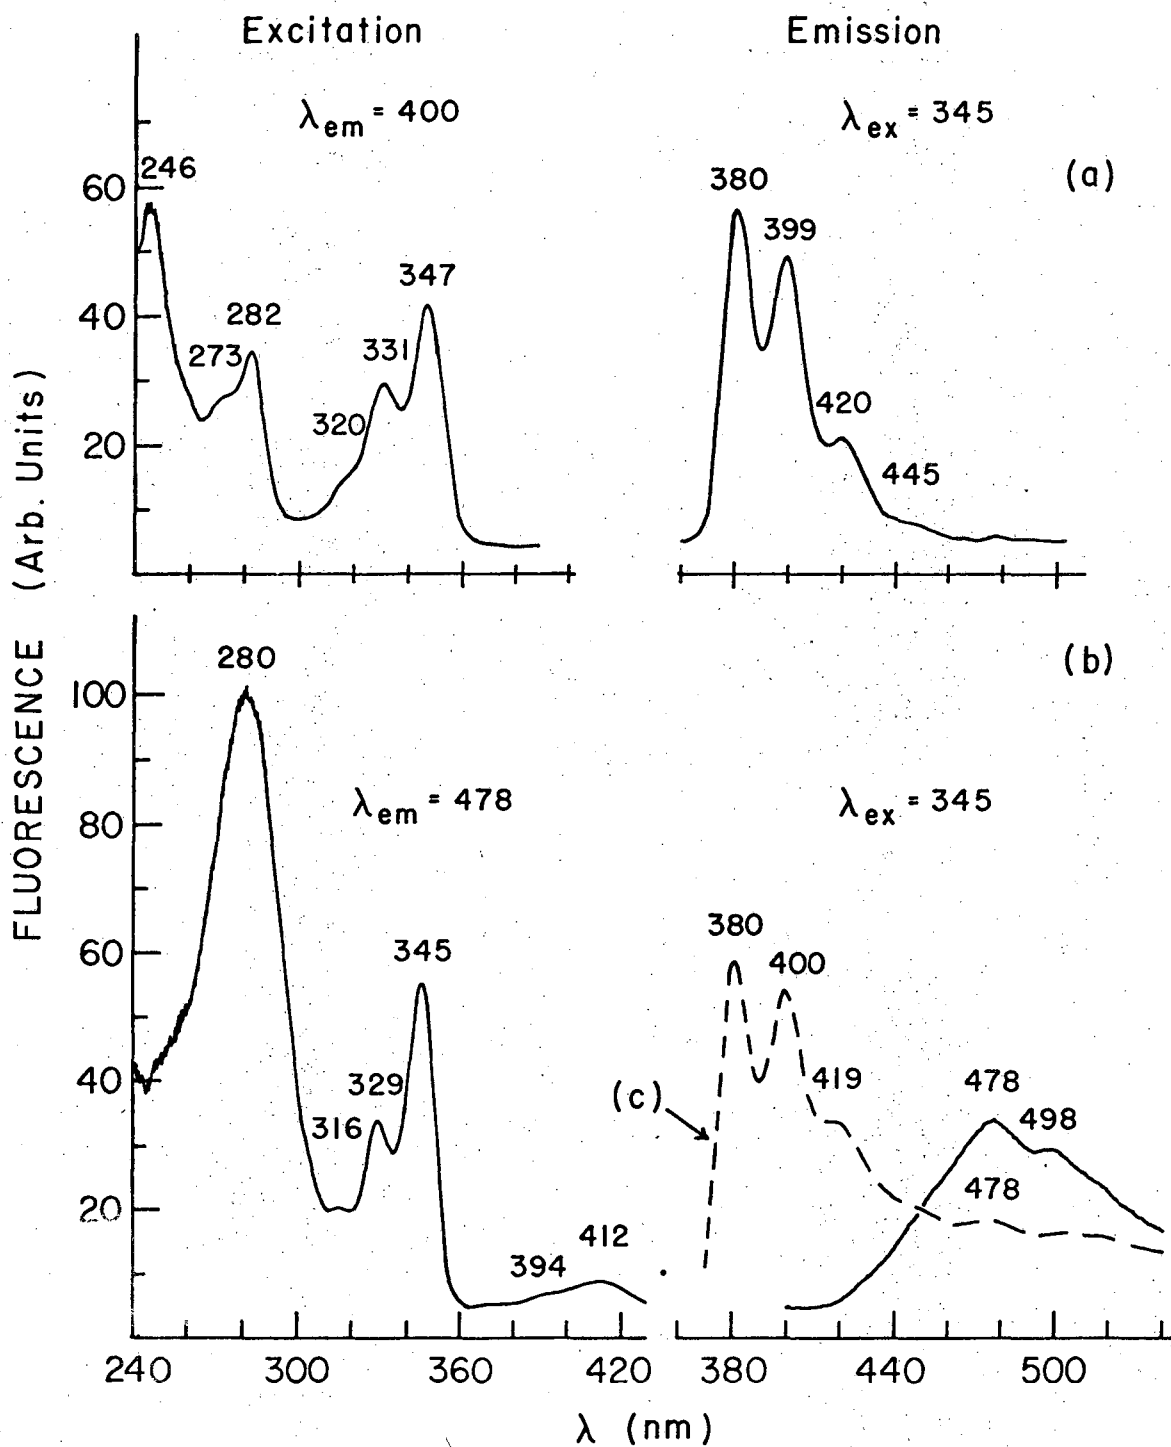 Excitation
Emission
λem = 400
λex = 345
(a)
246
273
282
320
331
347
380
399
420
445
60
40
20
FLUORESCENCE (Arb. Units)
(b)
280
λem = 478
λex = 345
316
329
345
394
412
(c)
380
400
419
478
498
478
100
80
60
40
20
240 300 360 420 380 440 500
λ (nm)